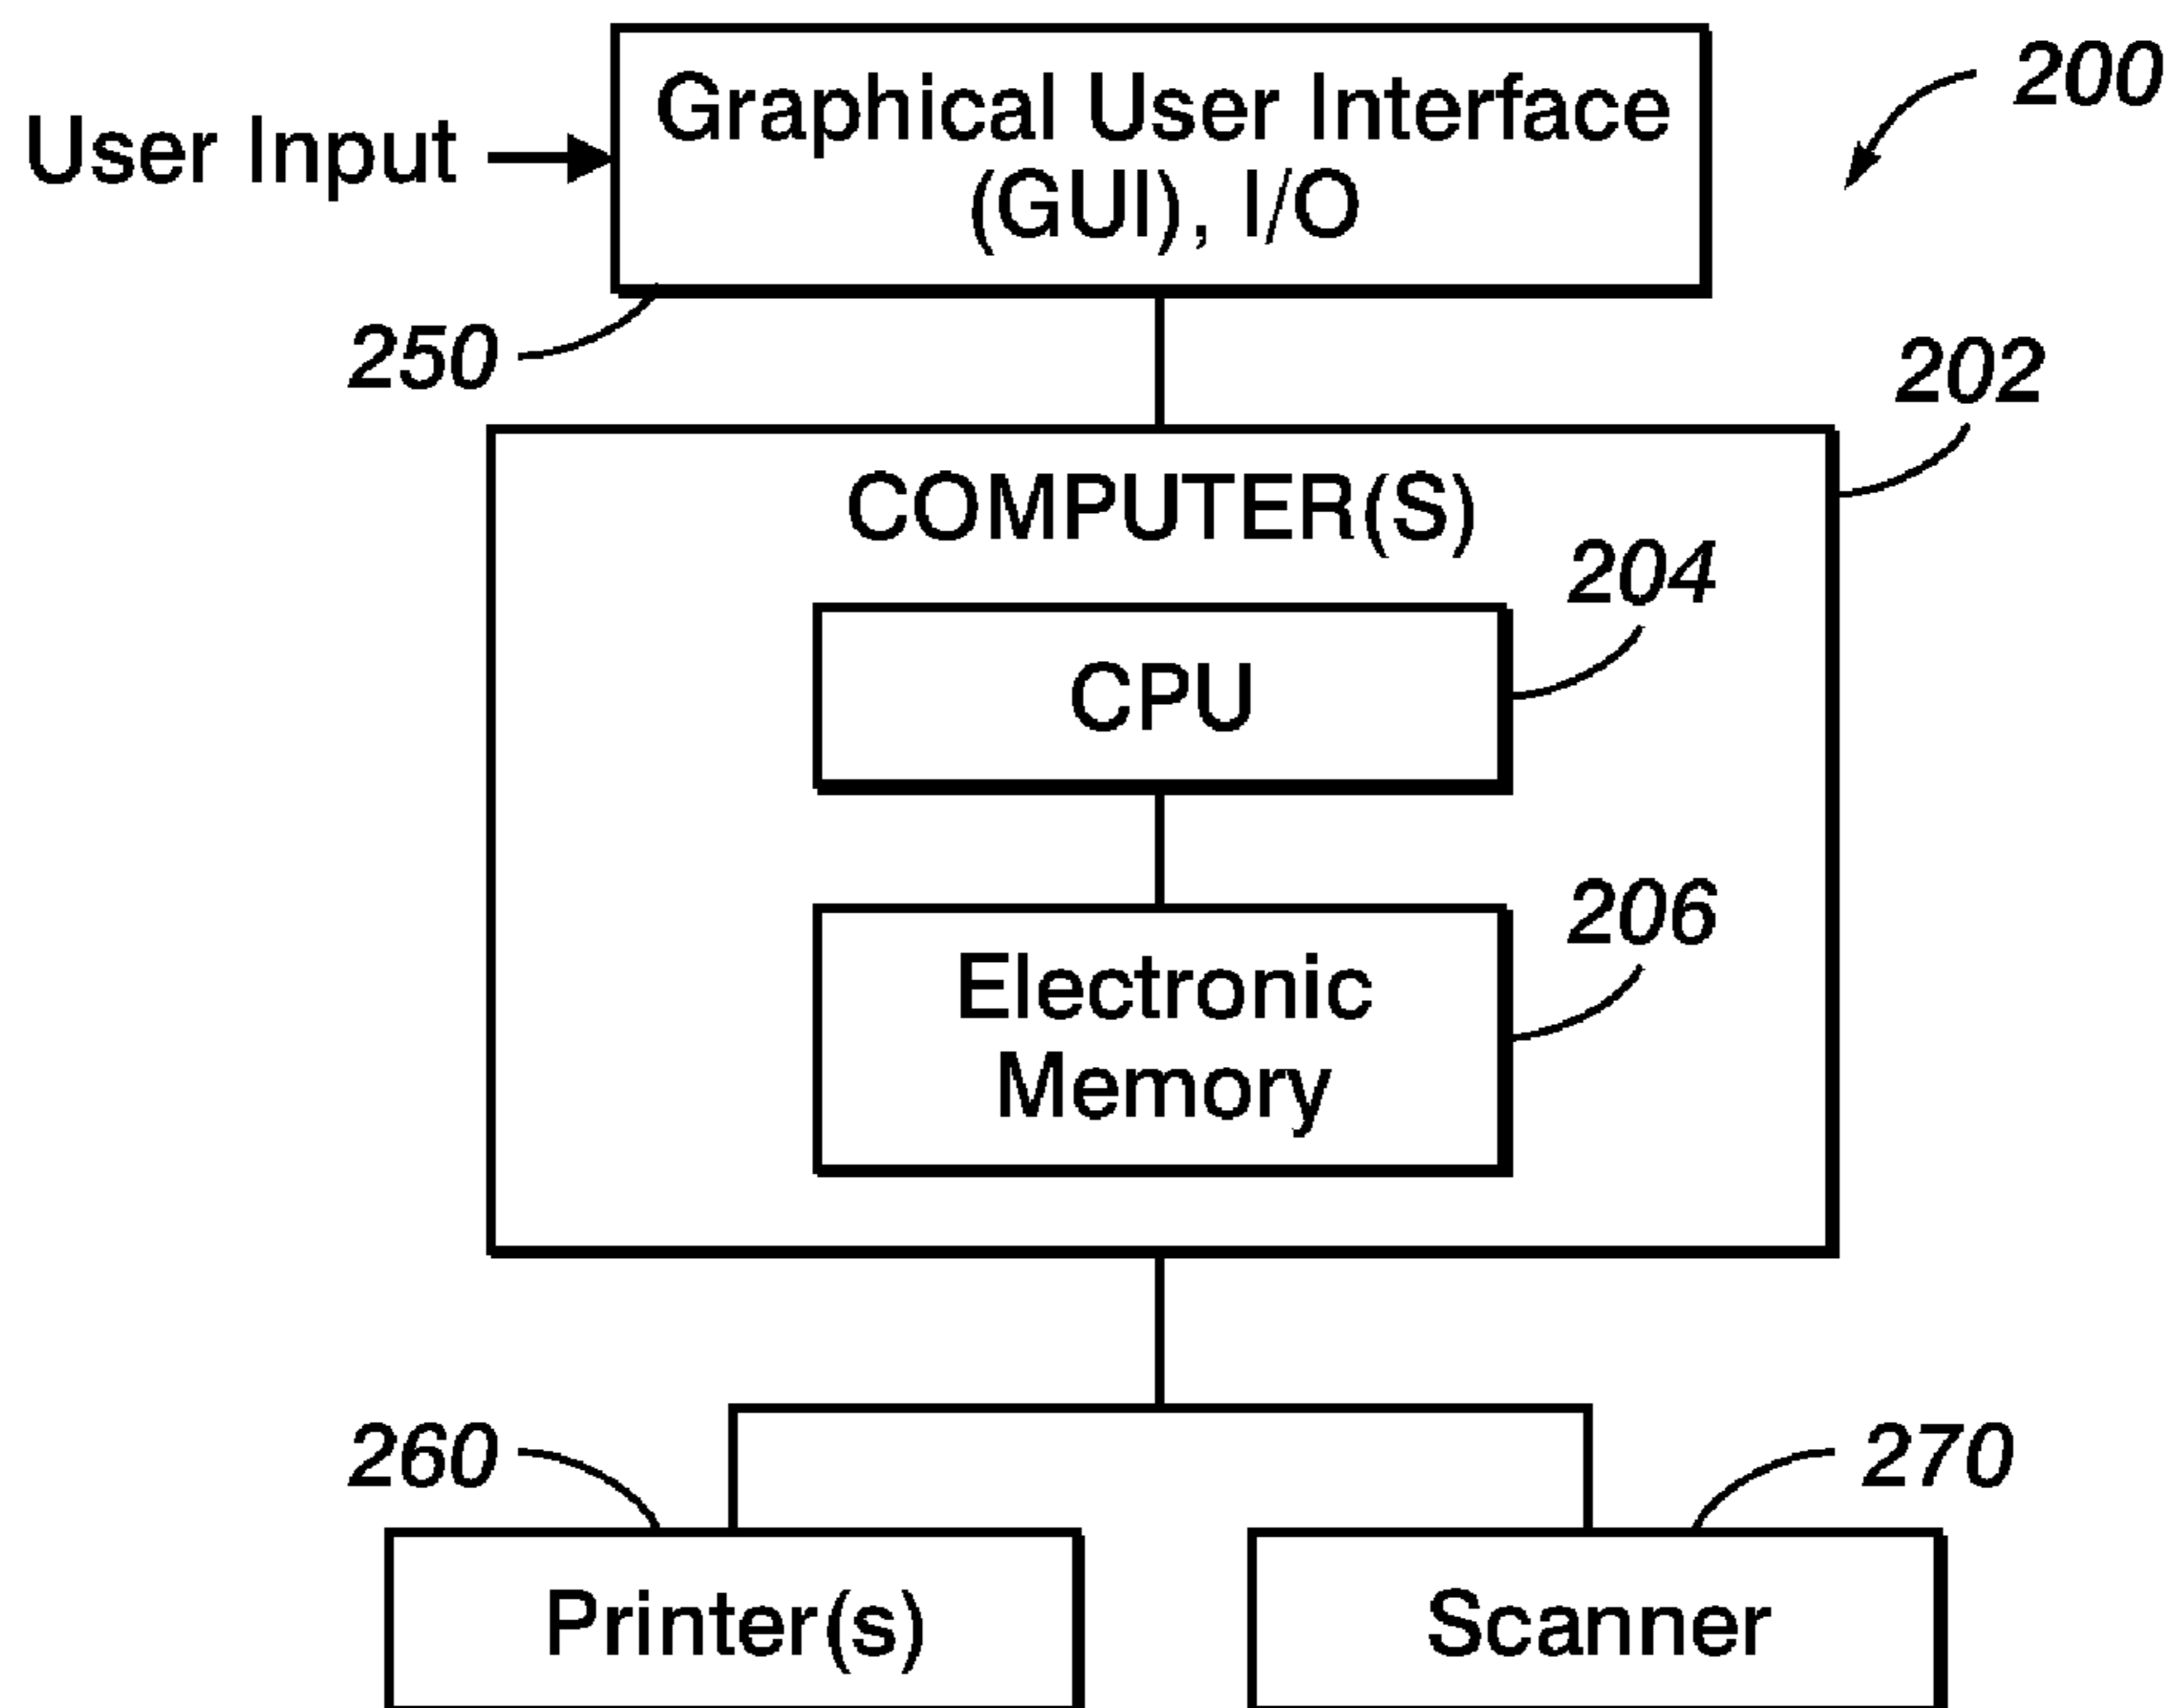 Graphical User Interface
(GUI), I/O
200
User Input
250
202
COMPUTER(S)
204
CPU
206
Electronic
Memory
260
270
Printer(s)
Scanner